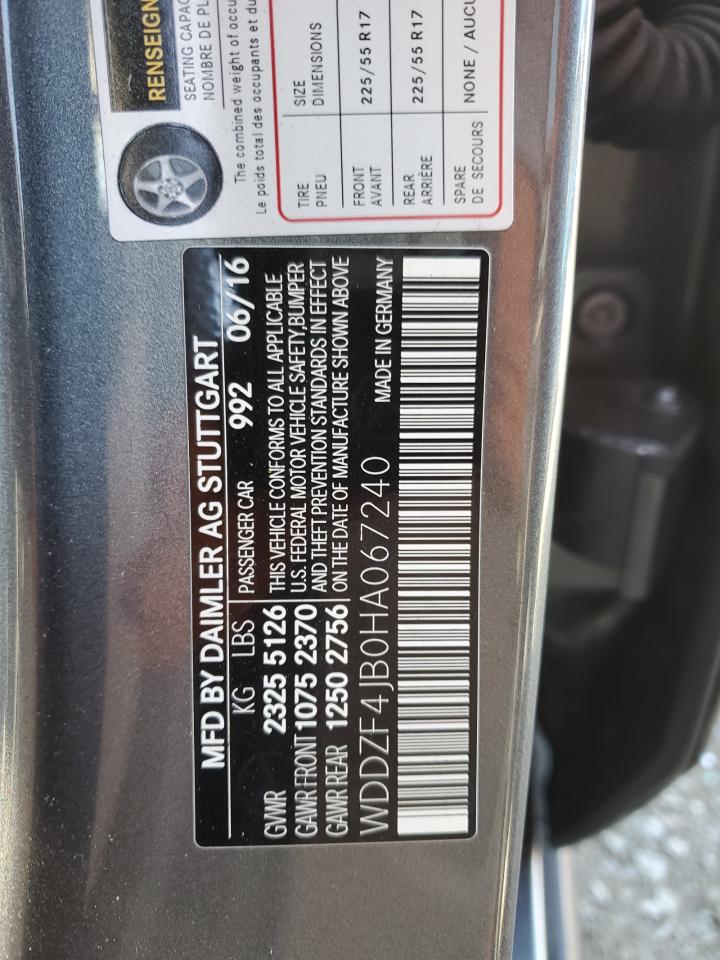 MFD BY DAIMLER AG STUTTGART
KG LBS PASSENGER CAR 992 06/16
GVWR 2325 5126 THIS VEHICLE CONFORMS TO ALL APPLICABLE
GAWR FRONT 1075 2370 U.S. FEDERAL MOTOR VEHICLE SAFETY, BUMPER
GAWR REAR 1250 2756 AND THEFT PREVENTION STANDARDS IN EFFECT
ON THE DATE OF MANUFACTURE SHOWN ABOVE
WDDZF4JB0HA067240 MADE IN GERMANY
RENSEIGN
SEATING CAPAC
NOMBRE DE PL
The combined weight of occu
Le poids total des occupants et du
TIRE SIZE
PNEU DIMENSIONS
FRONT 225/55 R17
AVANT
REAR 225/55 R17
ARRIÈRE
SPARE NONE / AUCU
DE SECOURS